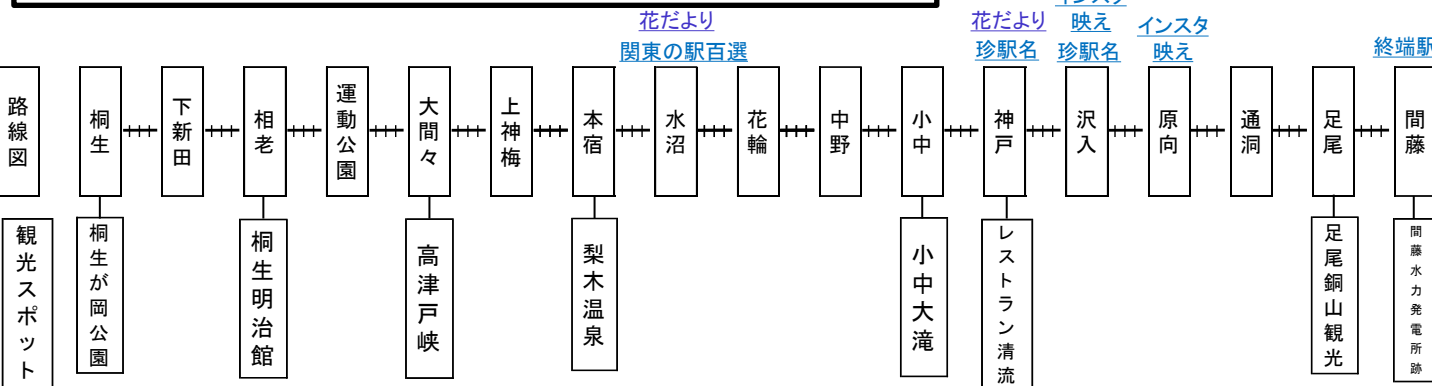 インスタ
花だより
花だより
映え
インスタ
関東の駅百選
珍駅名
珍駅名
映え
終端駅
路線図
桐生
下新田
相老
運動公園
大間々
上神梅
本宿
水沼
花輪
中野
小中
神戸
沢入
原向
通洞
足尾
間藤
観光スポット
桐生が岡公園
桐生明治館
高津戸峡
梨木温泉
小中大滝
レストラン清流
足尾銅山観光
間藤水力発電所跡